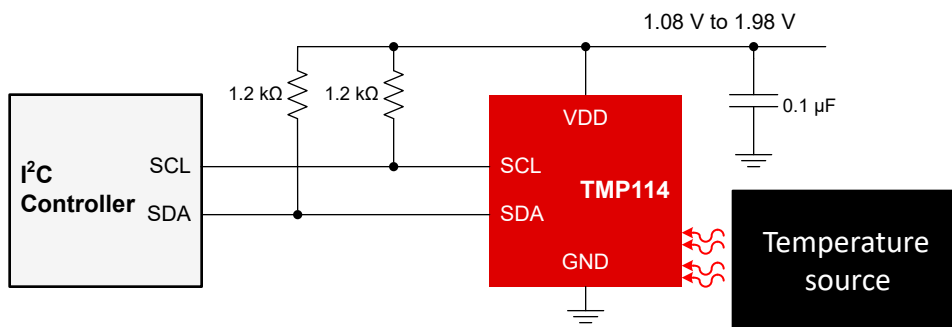 1.08 V to 1.98 V
1.2 kΩ
1.2 kΩ
0.1 µF
VDD
SCL
SCL
I²C
Controller
TMP114
SDA
SDA
GND
Temperature
source